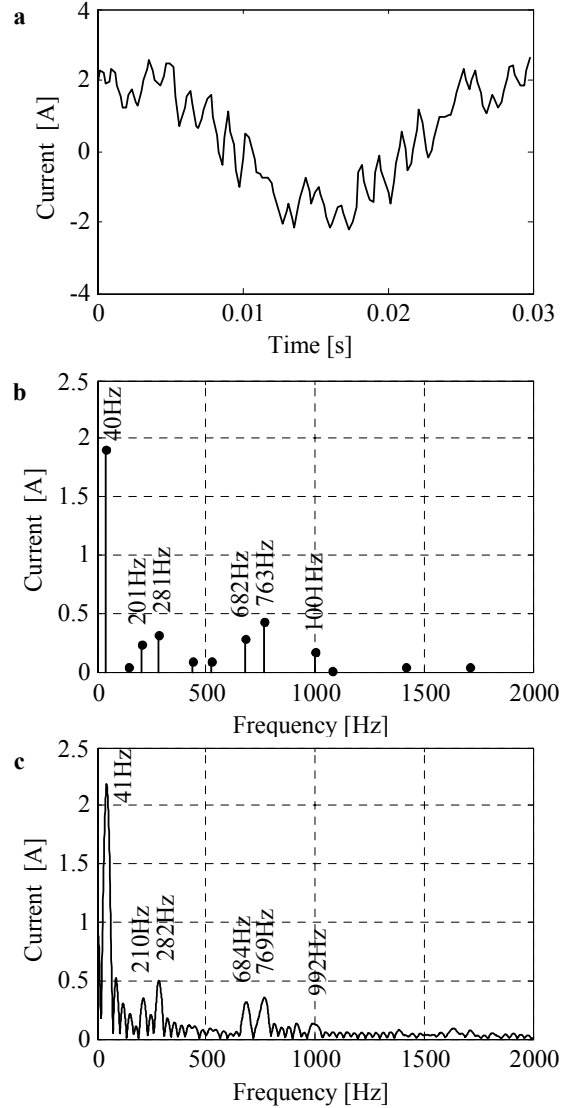 a
4
2
0
-2
-4
Current [A]
0
0.01
0.02
0.03
Time [s]
b
2.5
2
1.5
1
0.5
0
Current [A]
40Hz
201Hz
281Hz
682Hz
763Hz
1001Hz
0
500
1000
1500
2000
Frequency [Hz]
c
2.5
2
1.5
1
0.5
0
Current [A]
41Hz
210Hz
282Hz
684Hz
769Hz
992Hz
0
500
1000
1500
2000
Frequency [Hz]